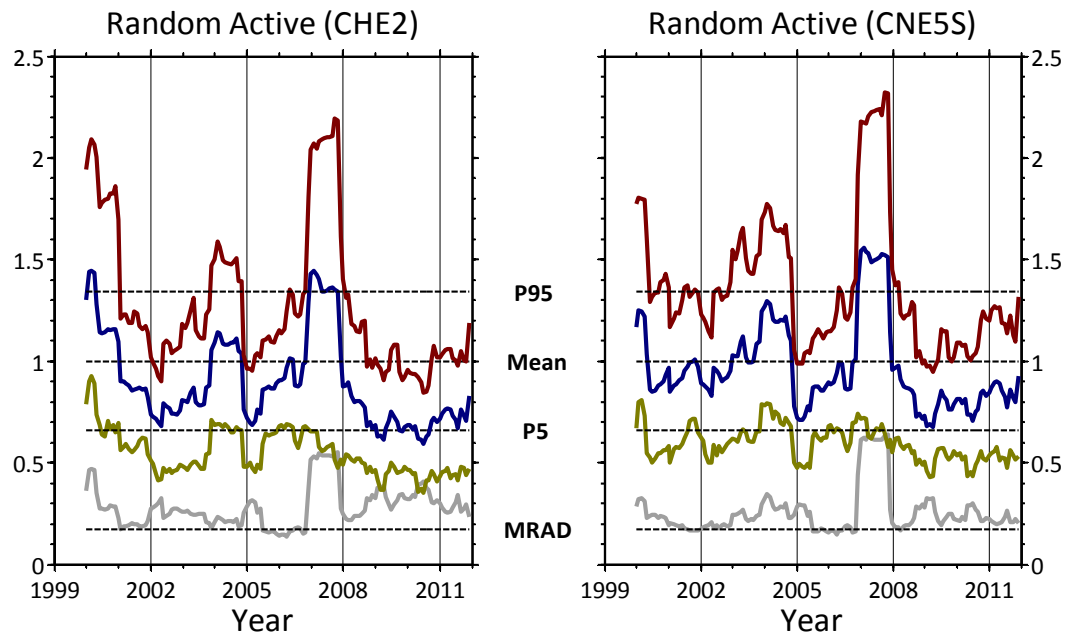 Random Active (CHE2)
2.5
2
1.5
1
0.5
0
1999 2002 2005 2008 2011
Year
P95
Mean
P5
MRAD
Random Active (CNE5S)
2.5
2
1.5
1
0.5
0
1999 2002 2005 2008 2011
Year